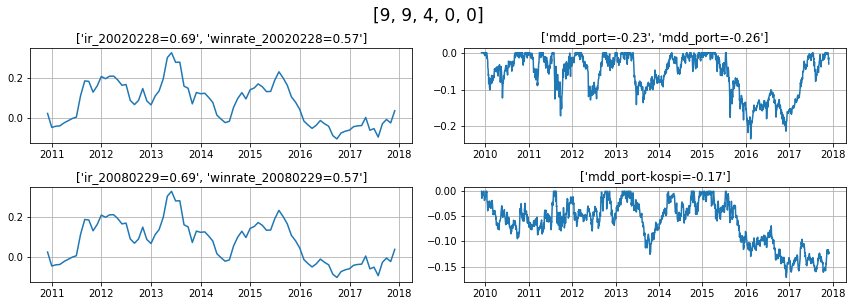 [9, 9, 4, 0, 0]
['ir_20020228=0.69', 'winrate_20020228=0.57']
0.2
0.0
2011 2012 2013 2014 2015 2016 2017 2018
['mdd_port=-0.23', 'mdd_port=-0.26']
0.0
−0.1
−0.2
2010 2011 2012 2013 2014 2015 2016 2017 2018
['ir_20080229=0.69', 'winrate_20080229=0.57']
0.2
0.0
2011 2012 2013 2014 2015 2016 2017 2018
['mdd_port-kospi=-0.17']
0.00
−0.05
−0.10
−0.15
2010 2011 2012 2013 2014 2015 2016 2017 2018